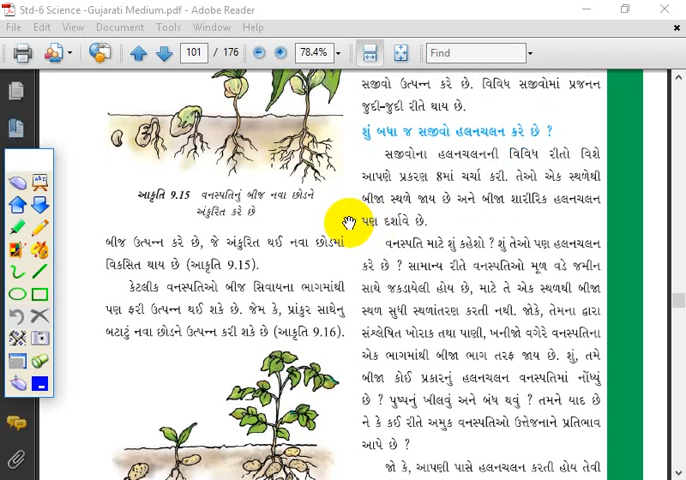 Std-6 Science -Gujarati Medium.pdf - Adobe Reader
File Edit View Document Tools Window Help
101 / 176 78.4% Find
આકૃતિ 9.15 વનસ્પતિનું બીજ નવા છોડને
અંકુરિત કરે છે
બીજ ઉત્પન્ન કરે છે, જે અંકુરિત થઈ નવા છોડમાં
વિકસિત થાય છે (આકૃતિ 9.15).
કેટલીક વનસ્પતિઓ બીજ સિવાયના ભાગમાંથી
પણ ફરી ઉત્પન્ન થઈ શકે છે. જેમ કે, પ્રાંકુર સાથેનું
બટાટું નવા છોડને ઉત્પન્ન કરી શકે છે (આકૃતિ 9.16).
સજીવો ઉત્પન્ન કરે છે. વિવિધ સજીવોમાં પ્રજનન
જુદી-જુદી રીતે થાય છે.
શું બધા જ સજીવો હલનચલન કરે છે ?
સજીવોના હલનચલનની વિવિધ રીતો વિશે
આપણે પ્રકરણ 8માં ચર્ચા કરી. તેઓ એક સ્થળેથી
બીજા સ્થળે જાય છે અને બીજા શારીરિક હલનચલન
પણ દર્શાવે છે.
વનસ્પતિ માટે શું કહેશો ? શું તેઓ પણ હલનચલન
કરે છે ? સામાન્ય રીતે વનસ્પતિઓ મૂળ વડે જમીન
સાથે જકડાયેલી હોય છે, માટે તે એક સ્થળથી બીજા
સ્થળ સુધી સ્થળાંતરણ કરતી નથી. જોકે, તેમના દ્વારા
સંશ્લેષિત ખોરાક તથા પાણી, ખનીજો વગેરે વનસ્પતિના
એક ભાગમાંથી બીજા ભાગ તરફ જાય છે. શું, તમે
બીજા કોઈ પ્રકારનું હલનચલન વનસ્પતિમાં નોંધ્યું
છે ? પુષ્પનું ખીલવું અને બંધ થવું ? તમને યાદ છે
ને કે કઈ રીતે અમુક વનસ્પતિઓ ઉત્તેજનાને પ્રતિભાવ
આપે છે ?
જો કે, આપણી પાસે હલનચલન કરતી હોય તેવી